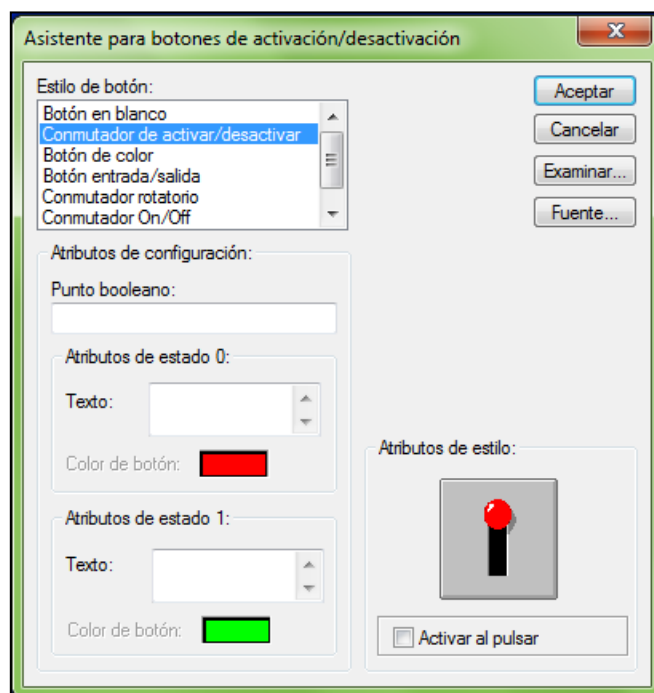 Asistente para botones de activación/desactivación
Estilo de botón:
Botón en blanco
Conmutador de activar/desactivar
Botón de color
Botón entrada/salida
Conmutador rotatorio
Conmutador On/Off
Aceptar
Cancelar
Examinar...
Fuente...
Atributos de configuración:
Punto booleano:
Atributos de estado 0:
Texto:
Color de botón:
Atributos de estado 1:
Texto:
Color de botón:
Atributos de estilo:
Activar al pulsar